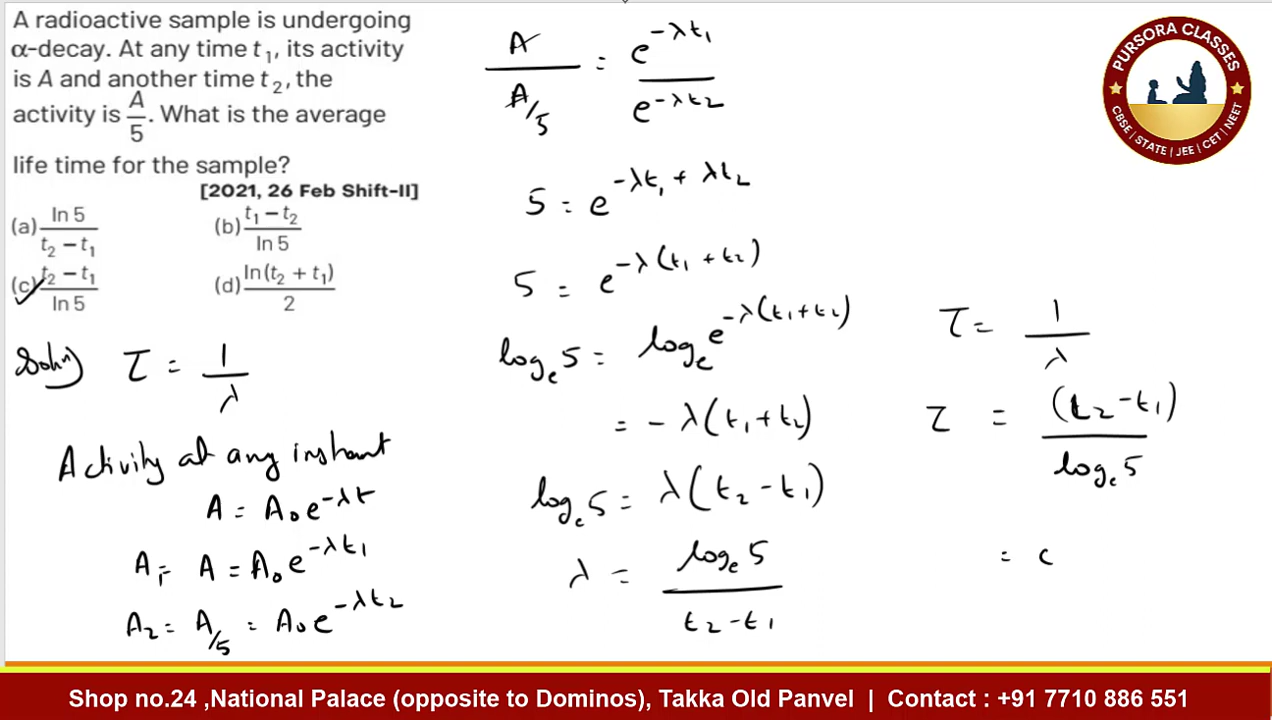 A radioactive sample is undergoing
α-decay. At any time t₁, its activity
is A and another time t₂, the
activity is A/5. What is the average
life time for the sample?
[2021, 26 Feb Shift-II]
(a) ln 5 / t₂ − t₁
(b) t₁ − t₂ / ln 5
(c) t₂ − t₁ / ln 5
(d) ln (t₂ + t₁) / 2
Soln) τ = 1/λ
Activity at any instant
A = A₀e^(−λt)
A₁ = A = A₀e^(−λt₁)
A₂ = A/5 = A₀e^(−λt₂)
A / A/5 = e^(−λt₁) / e^(−λt₂)
5 = e^(−λt₁ + λt₂)
5 = e^(−λ(t₁ + t₂))
logₑ5 = logₑ e^(−λ(t₁ + t₂))
= −λ(t₁ + t₂)
logₑ5 = λ(t₂ − t₁)
λ = logₑ5 / t₂ − t₁
τ = 1/λ
τ = (t₂ − t₁) / logₑ5
= c
PURSORA CLASSES
CBSE | STATE | JEE | CET | NEET
Shop no.24 ,National Palace (opposite to Dominos), Takka Old Panvel | Contact : +91 7710 886 551